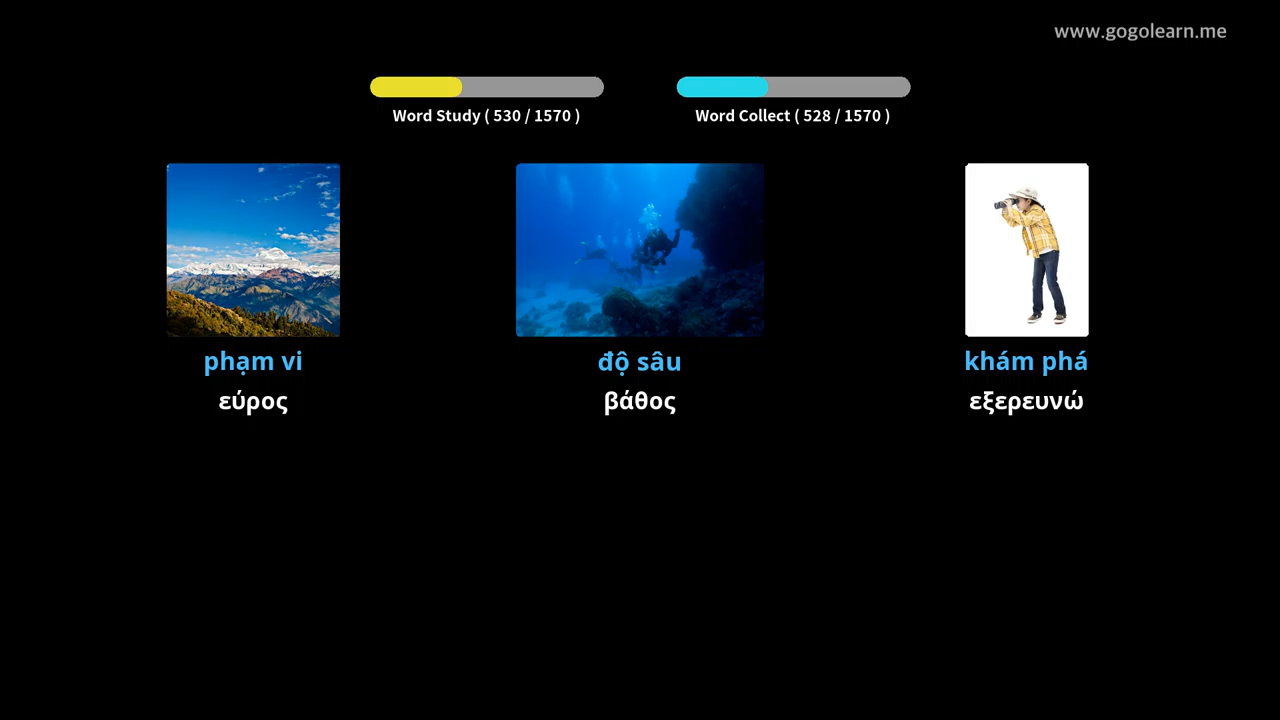 www.gogolearn.me
Word Study ( 530 / 1570 )
Word Collect ( 528 / 1570 )
phạm vi
độ sâu
khám phá
εύρος
βάθος
εξερευνώ